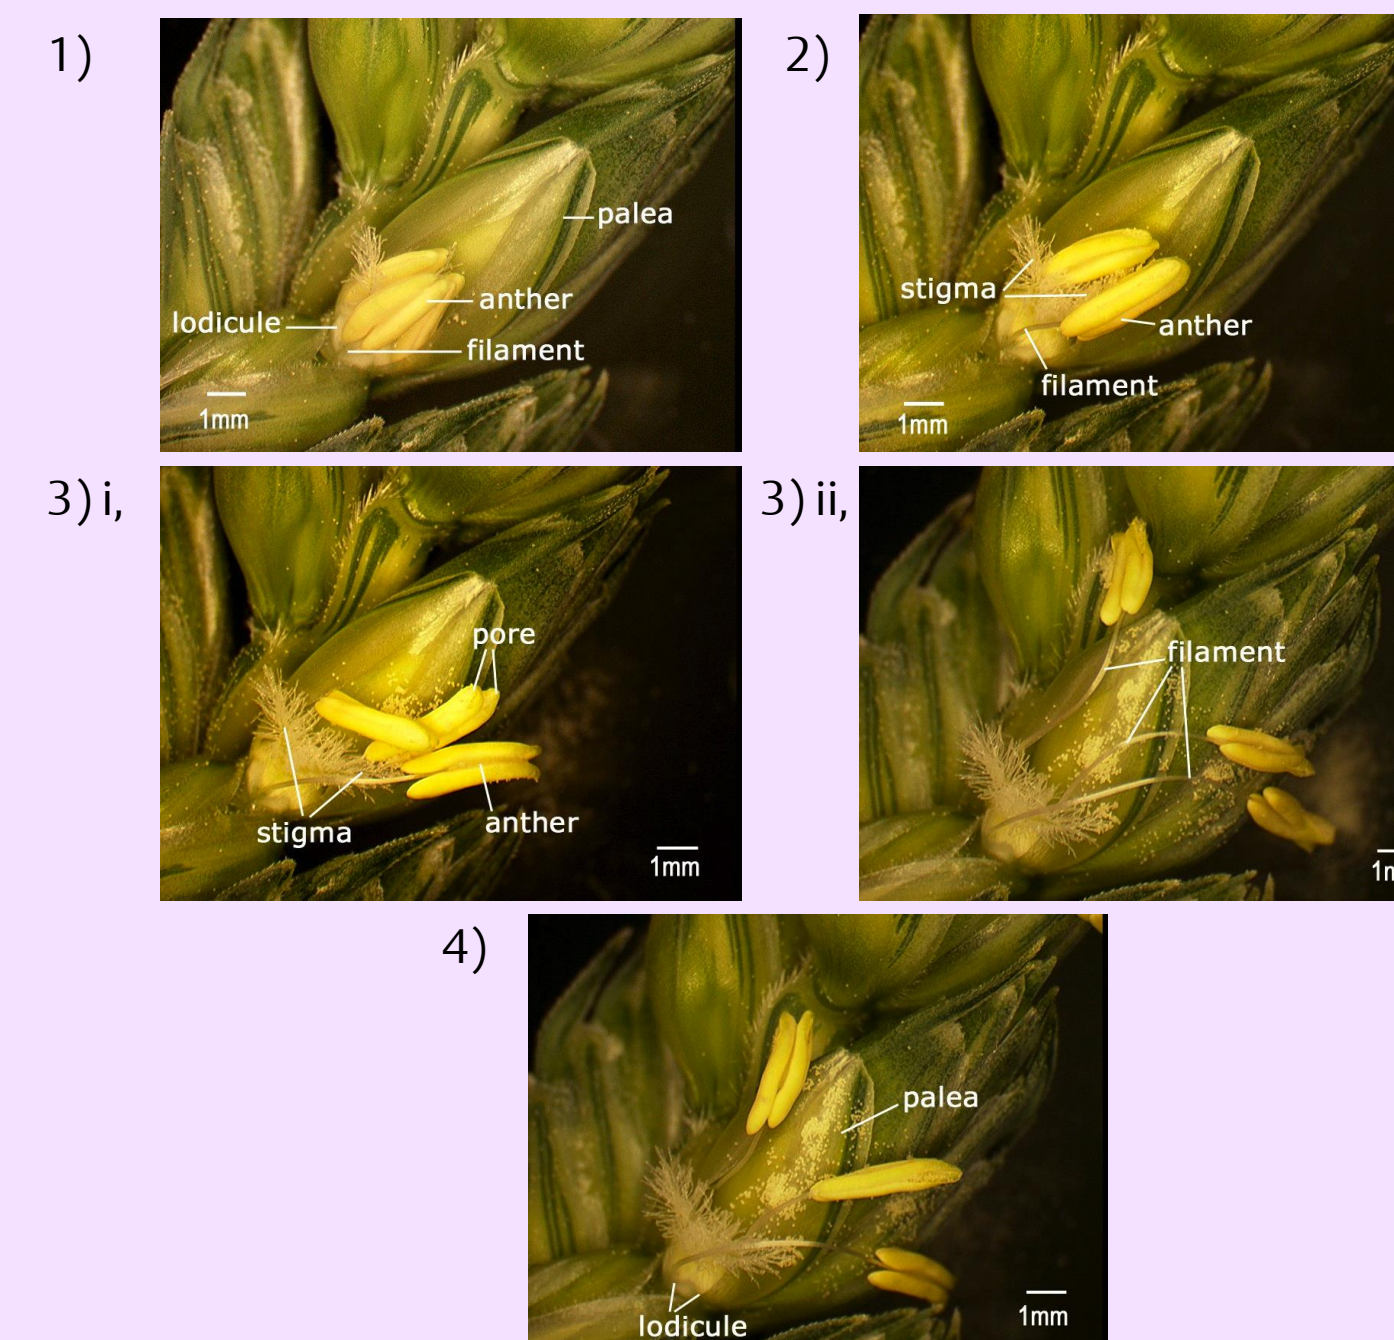 1)
palea
anther
lodicule
filament
1mm
2)
stigma
anther
filament
1mm
3) i,
pore
stigma
anther
1mm
3) ii,
filament
4)
palea
lodicule
1mm